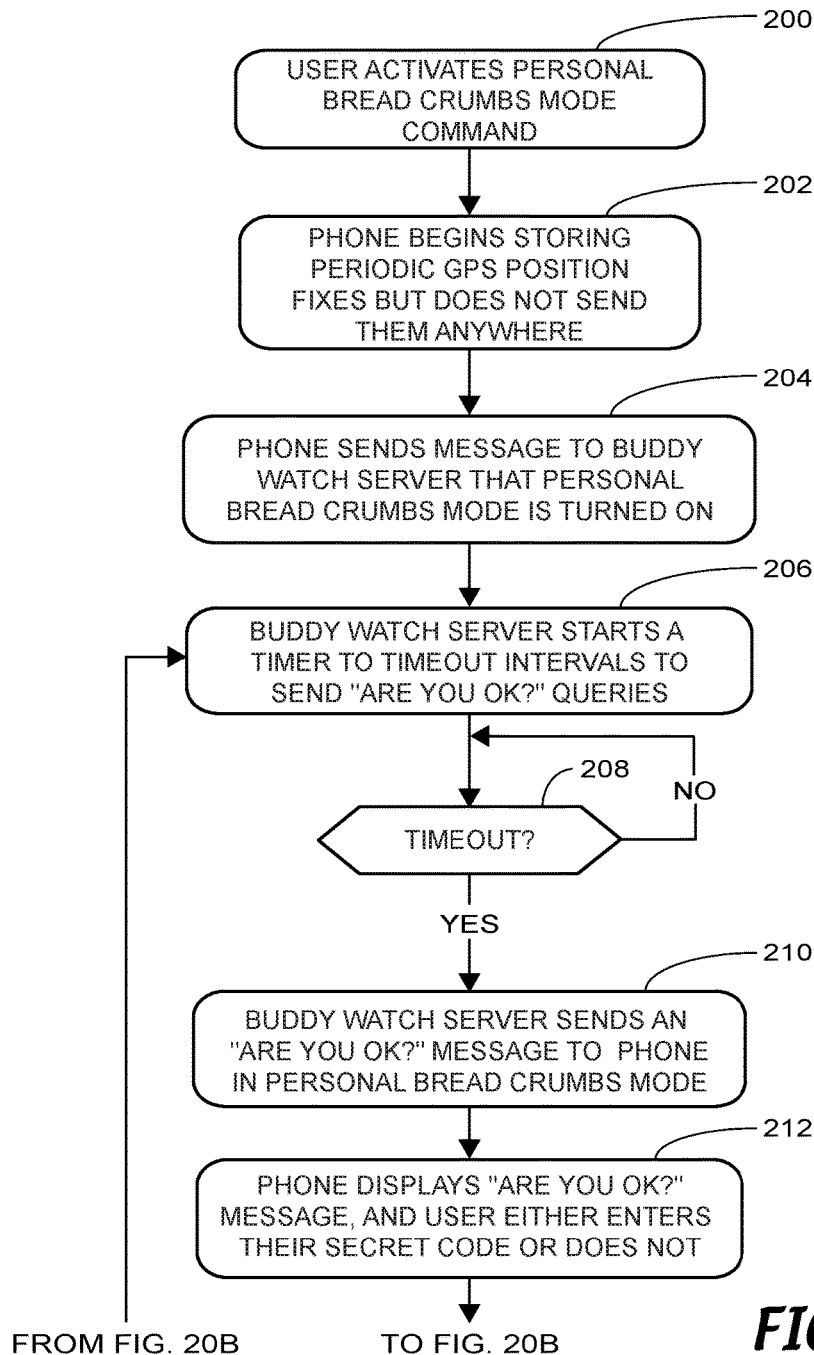 200
USER ACTIVATES PERSONAL
BREAD CRUMBS MODE
COMMAND
202
PHONE BEGINS STORING
PERIODIC GPS POSITION
FIXES BUT DOES NOT SEND
THEM ANYWHERE
204
PHONE SENDS MESSAGE TO BUDDY
WATCH SERVER THAT PERSONAL
BREAD CRUMBS MODE IS TURNED ON
206
BUDDY WATCH SERVER STARTS A
TIMER TO TIMEOUT INTERVALS TO
SEND "ARE YOU OK?" QUERIES
208
NO
TIMEOUT?
YES
210
BUDDY WATCH SERVER SENDS AN
"ARE YOU OK?" MESSAGE TO PHONE
IN PERSONAL BREAD CRUMBS MODE
212
PHONE DISPLAYS "ARE YOU OK?"
MESSAGE, AND USER EITHER ENTERS
THEIR SECRET CODE OR DOES NOT
FROM FIG. 20B
TO FIG. 20B